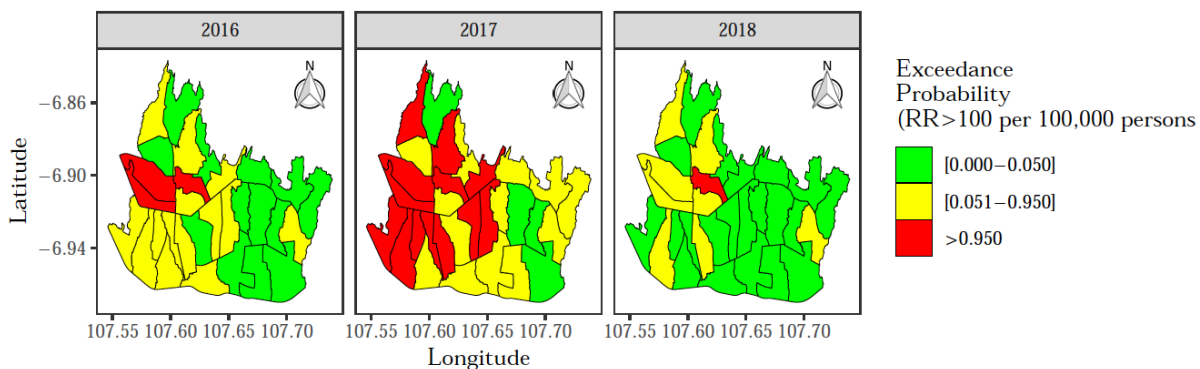 2016 2017 2018
N N N
Latitude
−6.86
−6.90
−6.94
107.55 107.60 107.65 107.70 107.55 107.60 107.65 107.70 107.55 107.60 107.65 107.70
Longitude
Exceedance
Probability
(RR>100 per 100,000 persons
[0.000−0.050]
[0.051−0.950]
>0.950